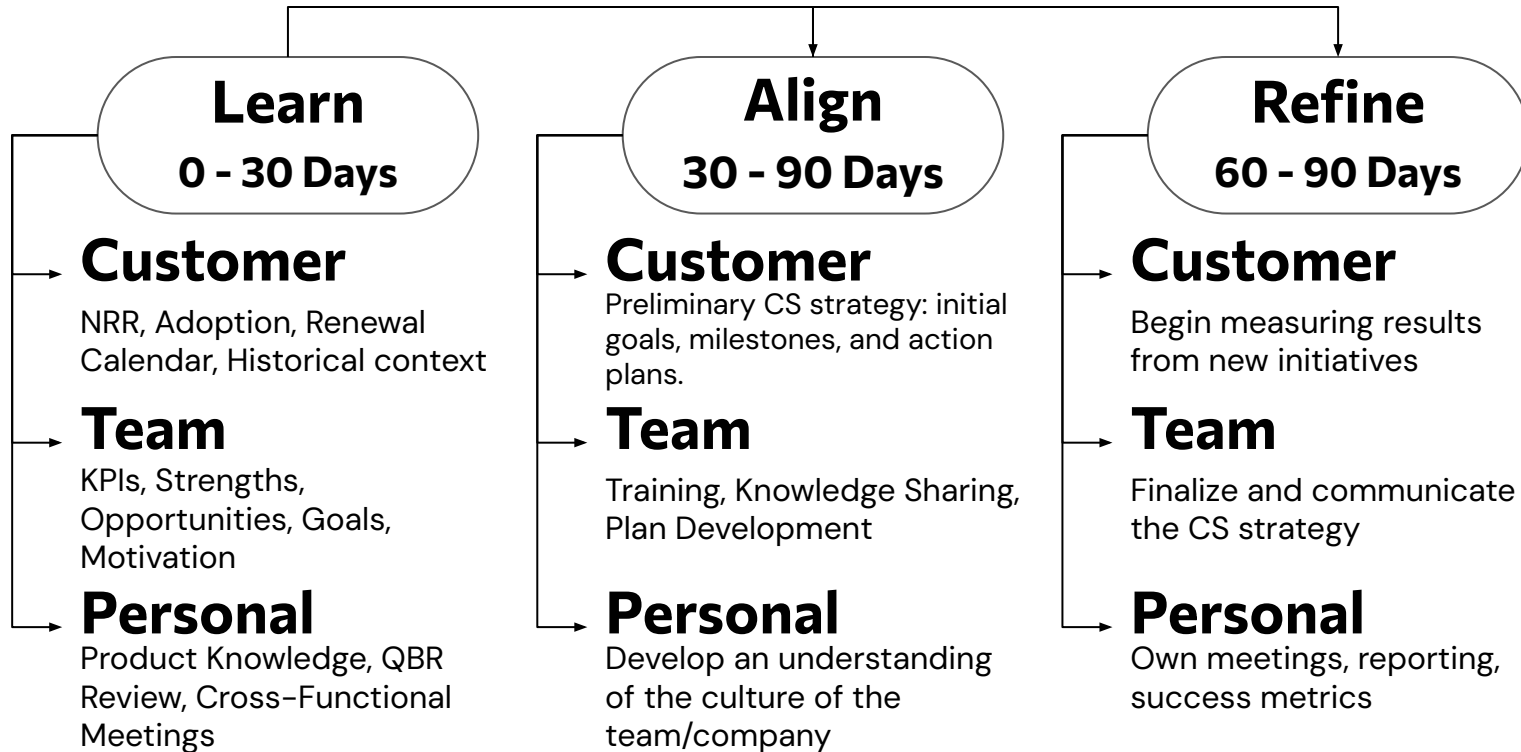 Learn
0 - 30 Days
Customer
NRR, Adoption, Renewal
Calendar, Historical context
Team
KPIs, Strengths,
Opportunities, Goals,
Motivation
Personal
Product Knowledge, QBR
Review, Cross-Functional
Meetings
Align
30 - 90 Days
Customer
Preliminary CS strategy: initial
goals, milestones, and action
plans.
Team
Training, Knowledge Sharing,
Plan Development
Personal
Develop an understanding
of the culture of the
team/company
Refine
60 - 90 Days
Customer
Begin measuring results
from new initiatives
Team
Finalize and communicate
the CS strategy
Personal
Own meetings, reporting,
success metrics